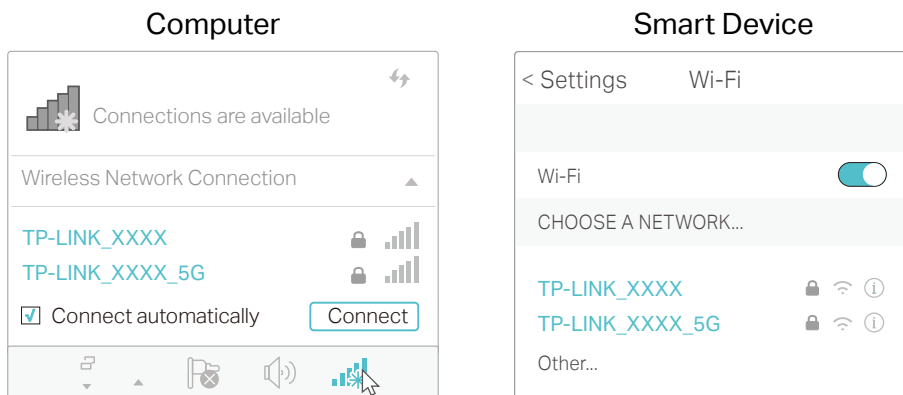 Computer
Connections are available
Wireless Network Connection
TP-LINK_XXXX
TP-LINK_XXXX_5G
Connect automatically
Connect
Smart Device
< Settings Wi-Fi
Wi-Fi
CHOOSE A NETWORK...
TP-LINK_XXXX
TP-LINK_XXXX_5G
Other...